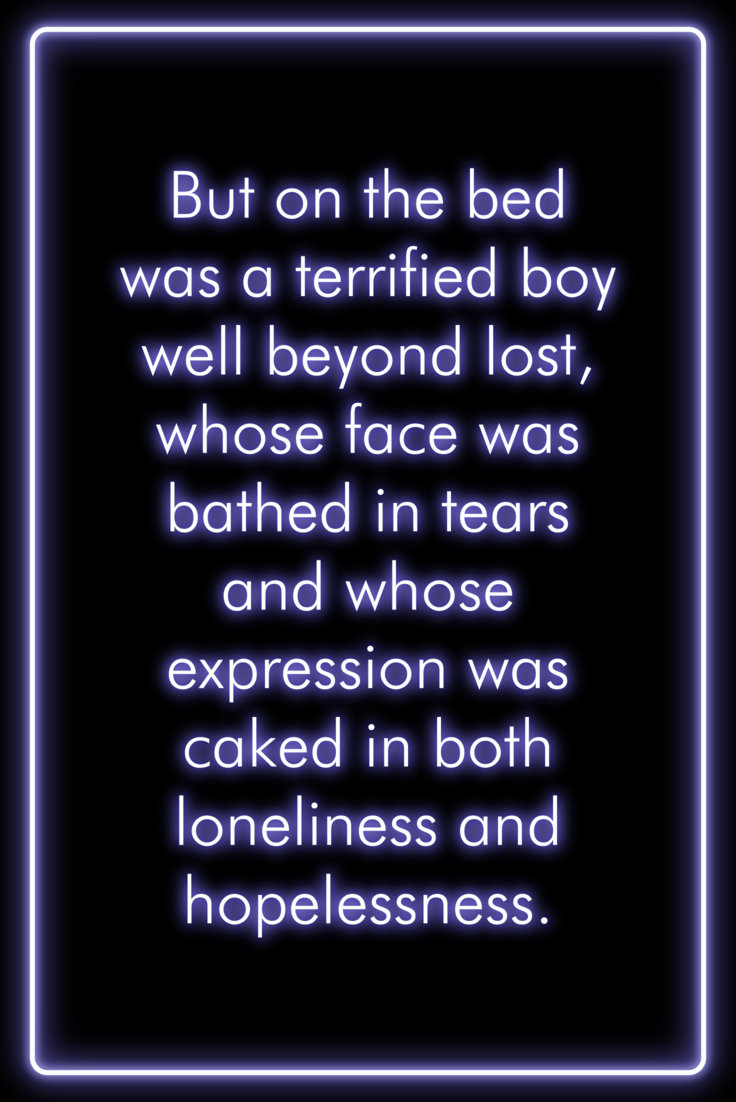 But on the bed
was a terrified boy
well beyond lost,
whose face was
bathed in tears
and whose
expression was
caked in both
loneliness and
hopelessness.